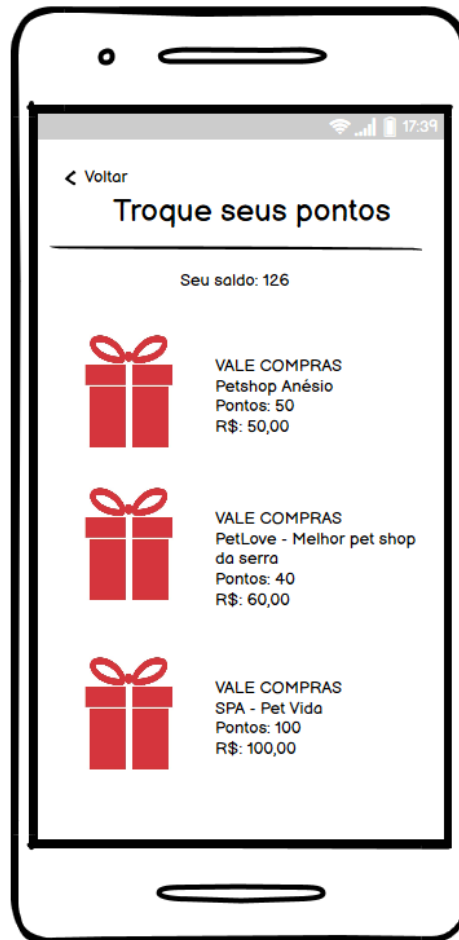 17:39
Voltar
Troque seus pontos
Seu saldo: 126
VALE COMPRAS
Petshop Anésio
Pontos: 50
R$: 50,00
VALE COMPRAS
PetLove - Melhor pet shop
da serra
Pontos: 40
R$: 60,00
VALE COMPRAS
SPA - Pet Vida
Pontos: 100
R$: 100,00